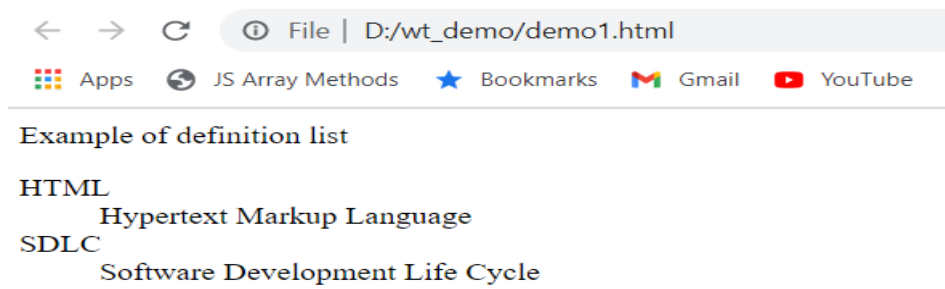 File | D:/wt_demo/demo1.html
Apps JS Array Methods Bookmarks Gmail YouTube
Example of definition list
HTML
Hypertext Markup Language
SDLC
Software Development Life Cycle